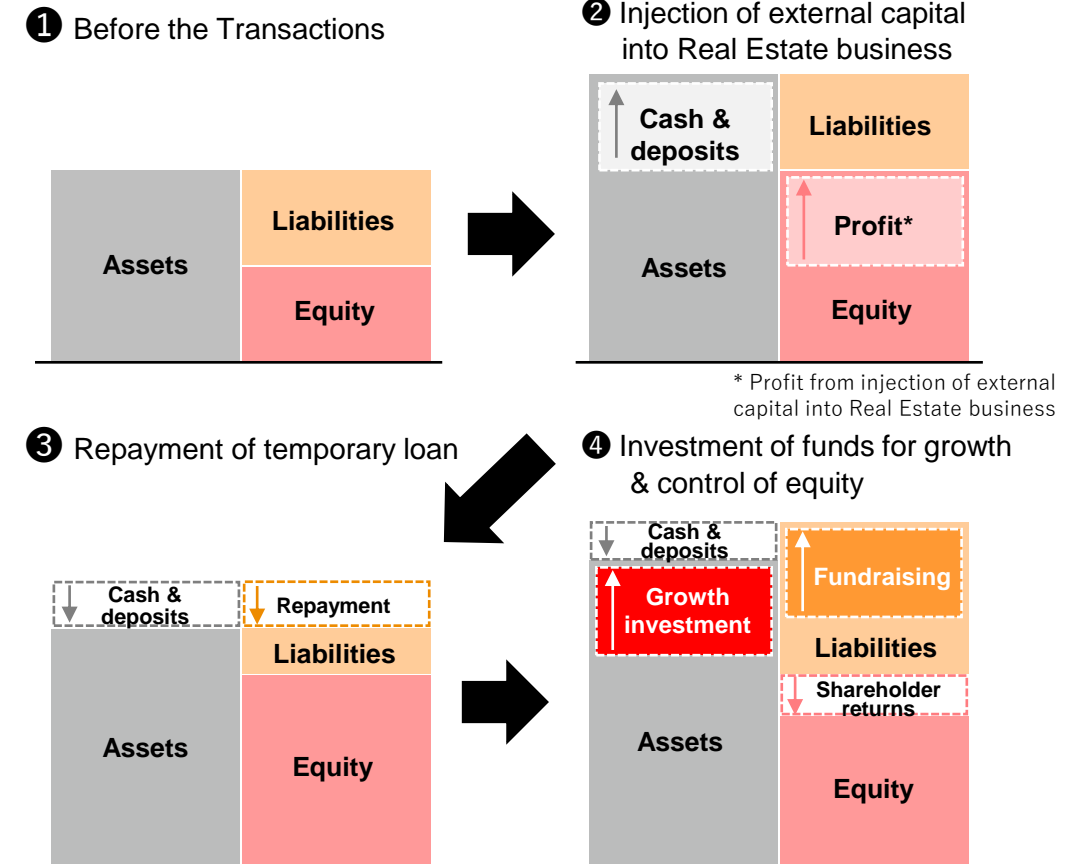 ❶ Before the Transactions
Assets
Liabilities
Equity
❷ Injection of external capital
into Real Estate business
Cash &
deposits
Assets
Liabilities
Profit*
Equity
* Profit from injection of external
capital into Real Estate business
❸ Repayment of temporary loan
Cash &
deposits
Assets
Repayment
Liabilities
Equity
❹ Investment of funds for growth
& control of equity
Cash &
deposits
Growth
investment
Assets
Fundraising
Liabilities
Shareholder
returns
Equity